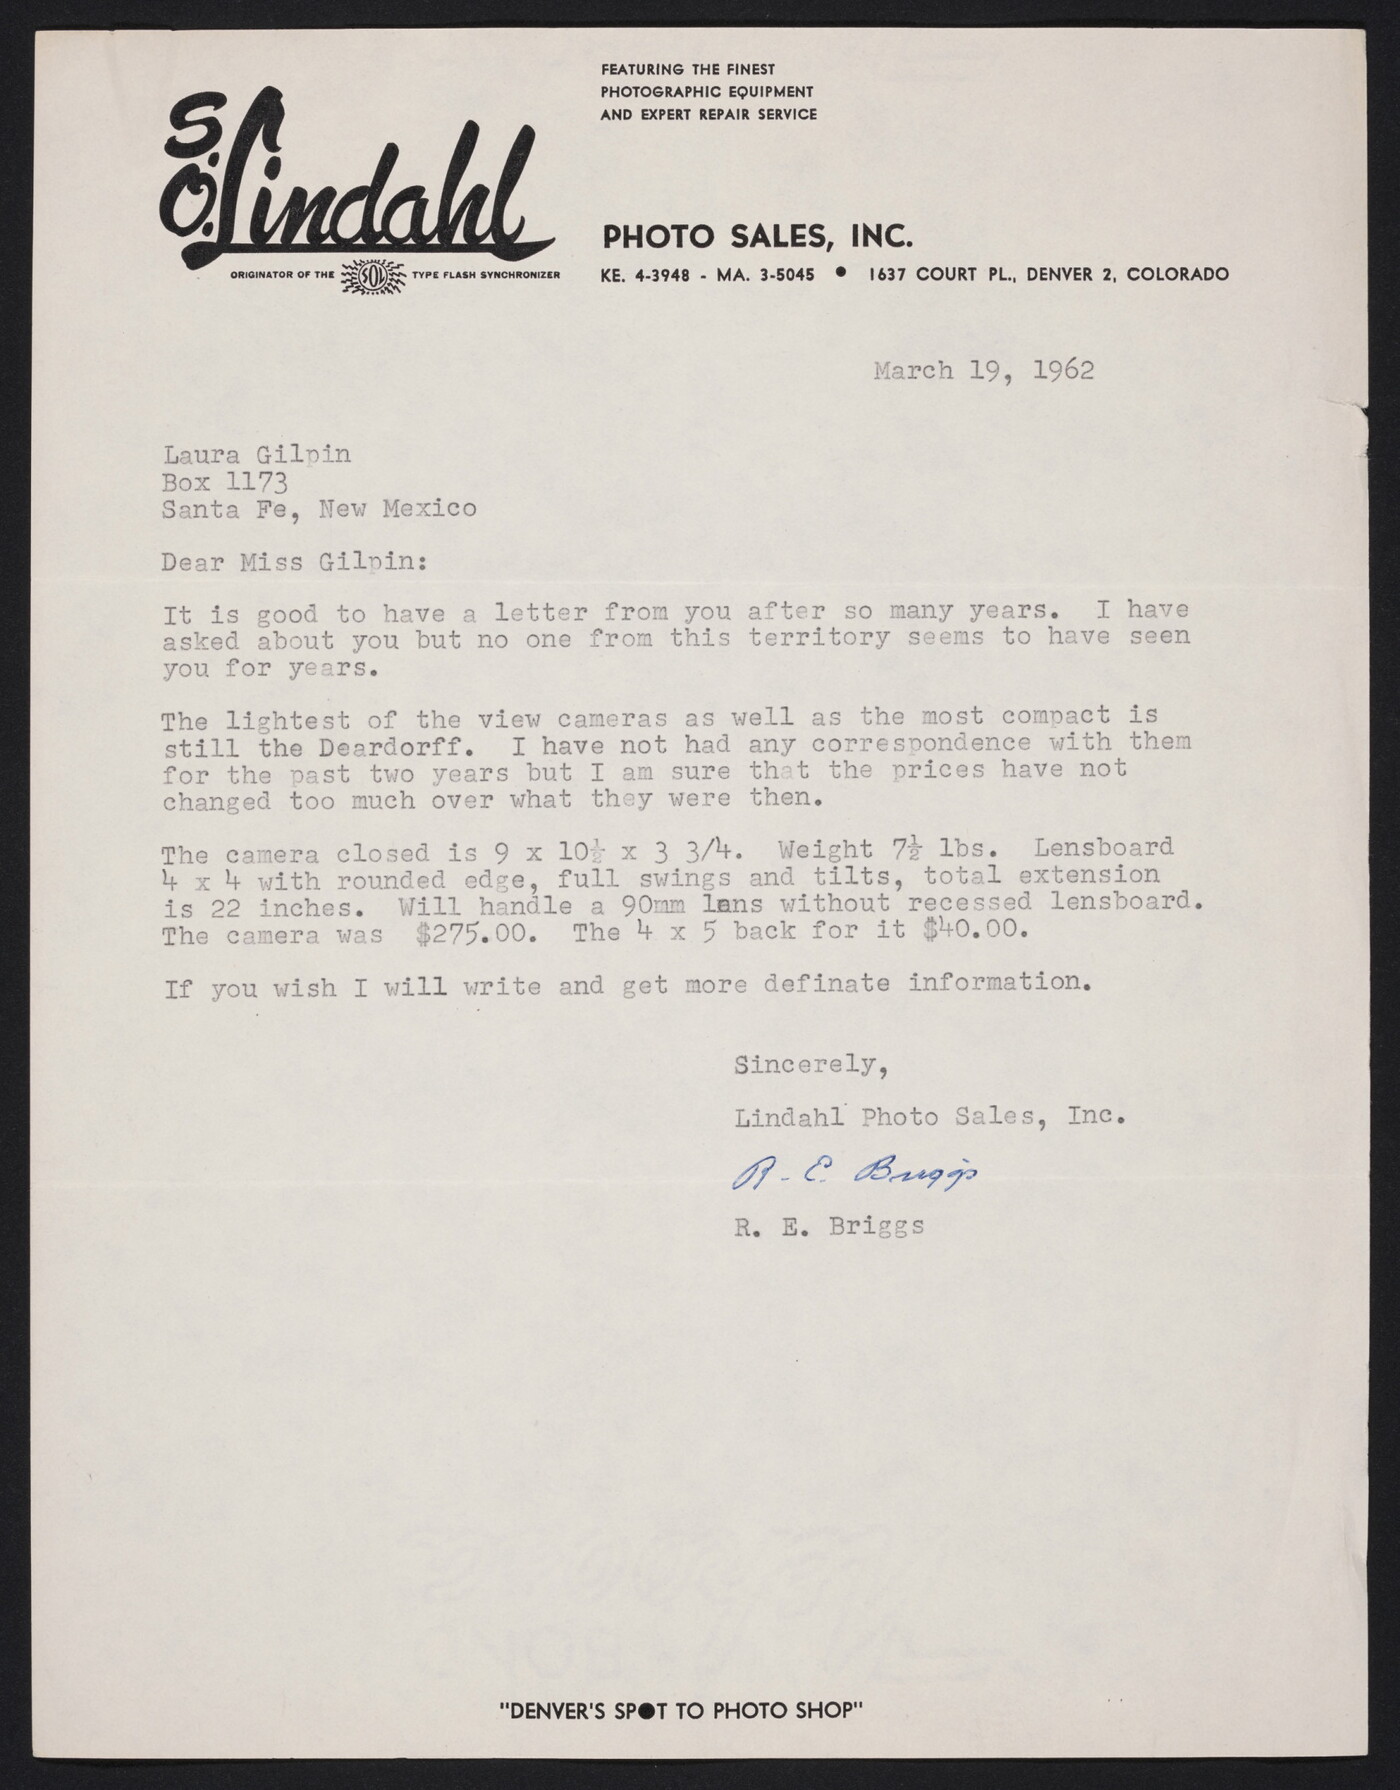 FEATURING THE FINEST
PHOTOGRAPHIC EQUIPMENT
AND EXPERT REPAIR SERVICE
S. O. Lindahl
PHOTO SALES, INC.
ORIGINATOR OF THE SOL TYPE FLASH SYNCHRONIZER
KE. 4-3948 - MA. 3-5045 ● 1637 COURT PL., DENVER 2, COLORADO
March 19, 1962
Laura Gilpin
Box 1173
Santa Fe, New Mexico
Dear Miss Gilpin:
It is good to have a letter from you after so many years. I have
asked about you but no one from this territory seems to have seen
you for years.
The lightest of the view cameras as well as the most compact is
still the Deardorff. I have not had any correspondence with them
for the past two years but I am sure that the prices have not
changed too much over what they were then.
The camera closed is 9 x 10½ x 3 3/4. Weight 7½ lbs. Lensboard
4 x 4 with rounded edge, full swings and tilts, total extension
is 22 inches. Will handle a 90mm lens without recessed lensboard.
The camera was $275.00. The 4 x 5 back for it $40.00.
If you wish I will write and get more definate information.
Sincerely,
Lindahl Photo Sales, Inc.
R. E. Briggs
R. E. Briggs
"DENVER'S SPOT TO PHOTO SHOP"